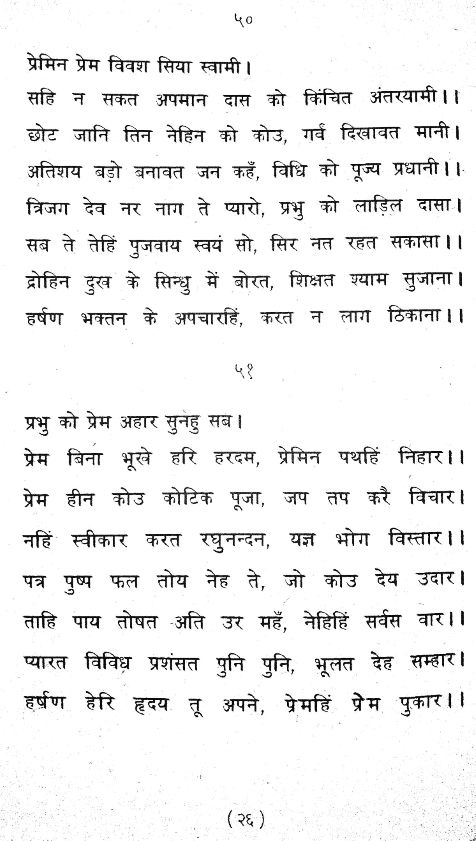 ५०
प्रेमिन प्रेम विवश सिया स्वामी।
सहि न सकत अपमान दास को किंचित अंतरयामी।।
छोट जानि तिन नेहिन को कोउ, गर्व दिखावत मानी।
अतिशय बड़ो बनावत जन कहँ, विधि को पूज्य प्रधानी।।
त्रिजग देव नर नाग ते प्यारो, प्रभु को लाड़िल दासा।
सब ते तेहिं पुजवाय स्वयं सो, सिर नत रहत सकासा।।
द्रोहिन दुख के सिन्धु में बोरत, शिक्षत श्याम सुजाना।
हर्षण भक्तन के अपचारहिं, करत न लाग ठिकाना।।
५१
प्रभु को प्रेम अहार सुनहु सब।
प्रेम बिना भूखे हरि हरदम, प्रेमिन पथहिं निहार।।
प्रेम हीन कोउ कोटिक पूजा, जप तप करै विचार।
नहिं स्वीकार करत रघुनन्दन, यज्ञ भोग विस्तार।।
पत्र पुष्प फल तोय नेह ते, जो कोउ देय उदार।
ताहि पाय तोषत अति उर महँ, नेहिहिं सर्वस वार।।
प्यारत विविध प्रशंसत पुनि पुनि, भूलत देह सम्हार।
हर्षण हेरि हृदय तू अपने, प्रेमहिं प्रेम पुकार।।
(२६)